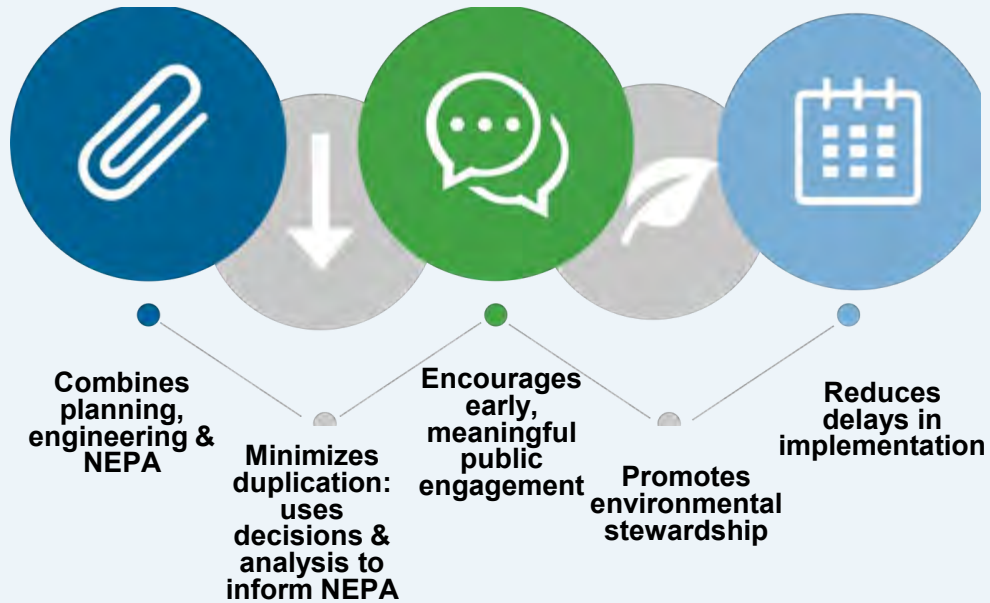 Combines
planning,
engineering &
NEPA
Minimizes
duplication:
uses
decisions &
analysis to
inform NEPA
Encourages
early,
meaningful
public
engagement
Promotes
environmental
stewardship
Reduces
delays in
implementation